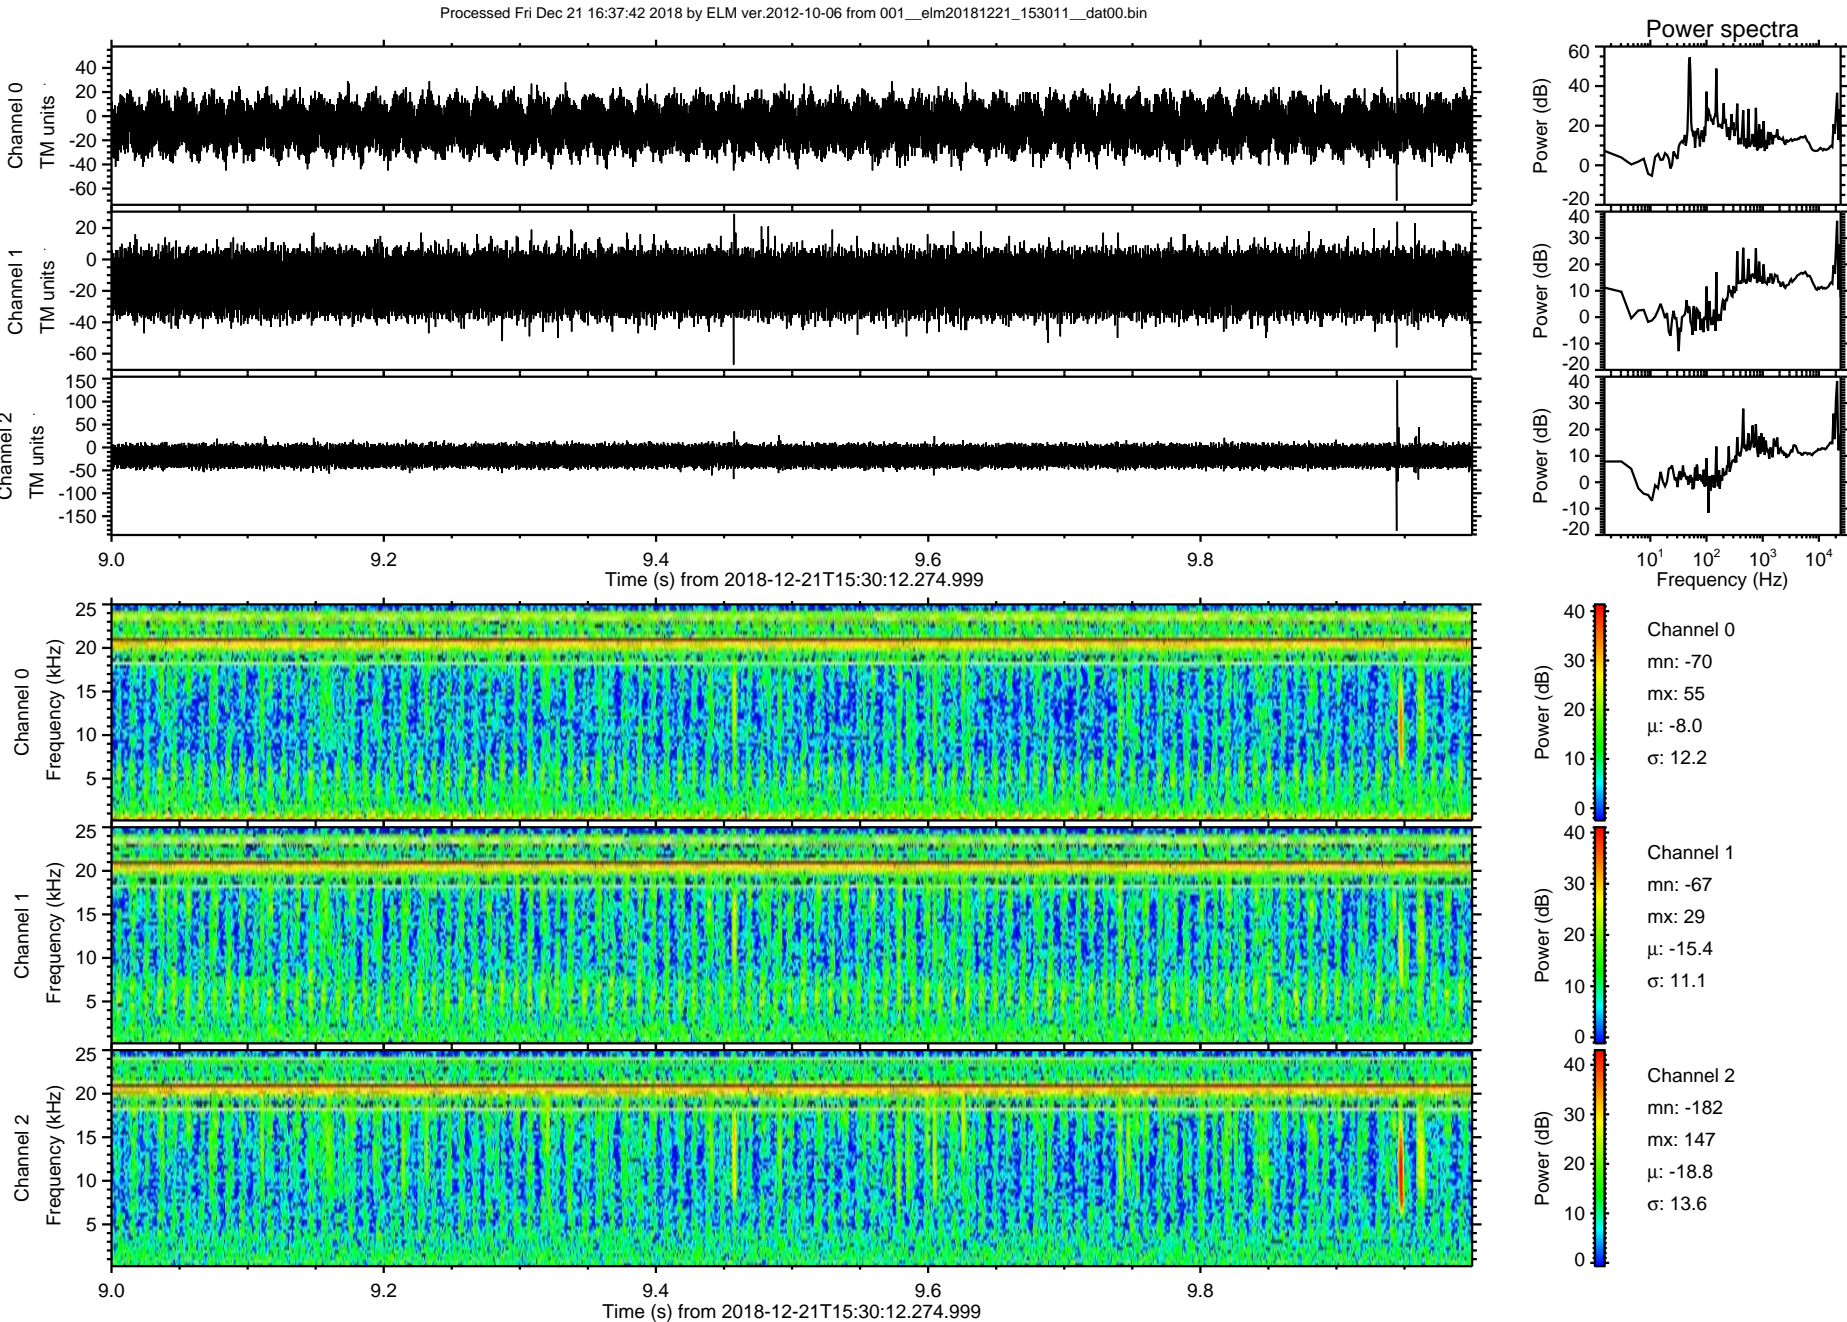 Processed Fri Dec 21 16:37:42 2018 by ELM ver.2012-10-06 from 001__elm20181221_153011__dat00.bin
Power spectra
Channel 0
TM units
40
20
0
-20
-40
-60
Power (dB)
60
40
20
0
-20
Channel 1
TM units
20
0
-20
-40
-60
Power (dB)
40
30
20
10
0
-10
-20
Channel 2
TM units
150
100
50
0
-50
-100
-150
Power (dB)
40
30
20
10
0
-10
-20
9.0 9.2 9.4 9.6 9.8
Time (s) from 2018-12-21T15:30:12.274.999
10¹ 10² 10³ 10⁴
Frequency (Hz)
Channel 0
Frequency (kHz)
25
20
15
10
5
Power (dB)
40
30
20
10
0
Channel 0
mn: -70
mx: 55
μ: -8.0
σ: 12.2
Channel 1
Frequency (kHz)
25
20
15
10
5
Power (dB)
40
30
20
10
0
Channel 1
mn: -67
mx: 29
μ: -15.4
σ: 11.1
Channel 2
Frequency (kHz)
25
20
15
10
5
Power (dB)
40
30
20
10
0
Channel 2
mn: -182
mx: 147
μ: -18.8
σ: 13.6
9.0 9.2 9.4 9.6 9.8
Time (s) from 2018-12-21T15:30:12.274.999